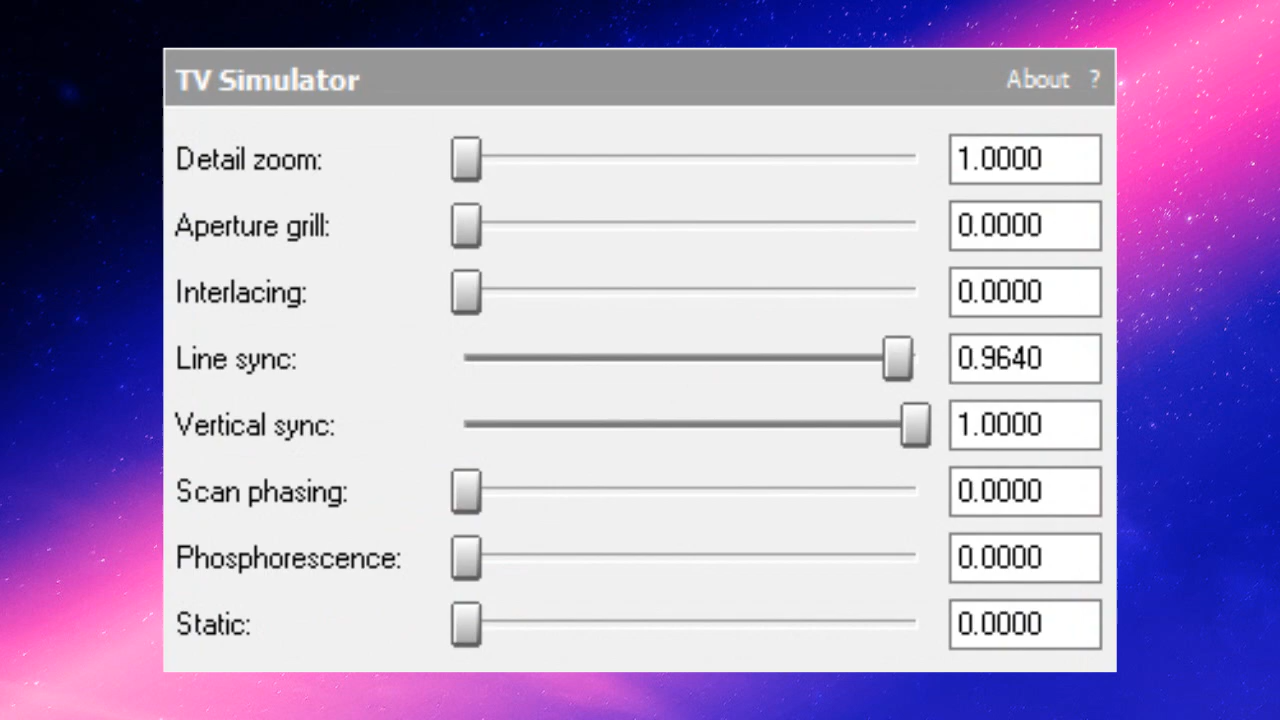 TV Simulator About ?
Detail zoom: 1.0000
Aperture grill: 0.0000
Interlacing: 0.0000
Line sync: 0.9640
Vertical sync: 1.0000
Scan phasing: 0.0000
Phosphorescence: 0.0000
Static: 0.0000